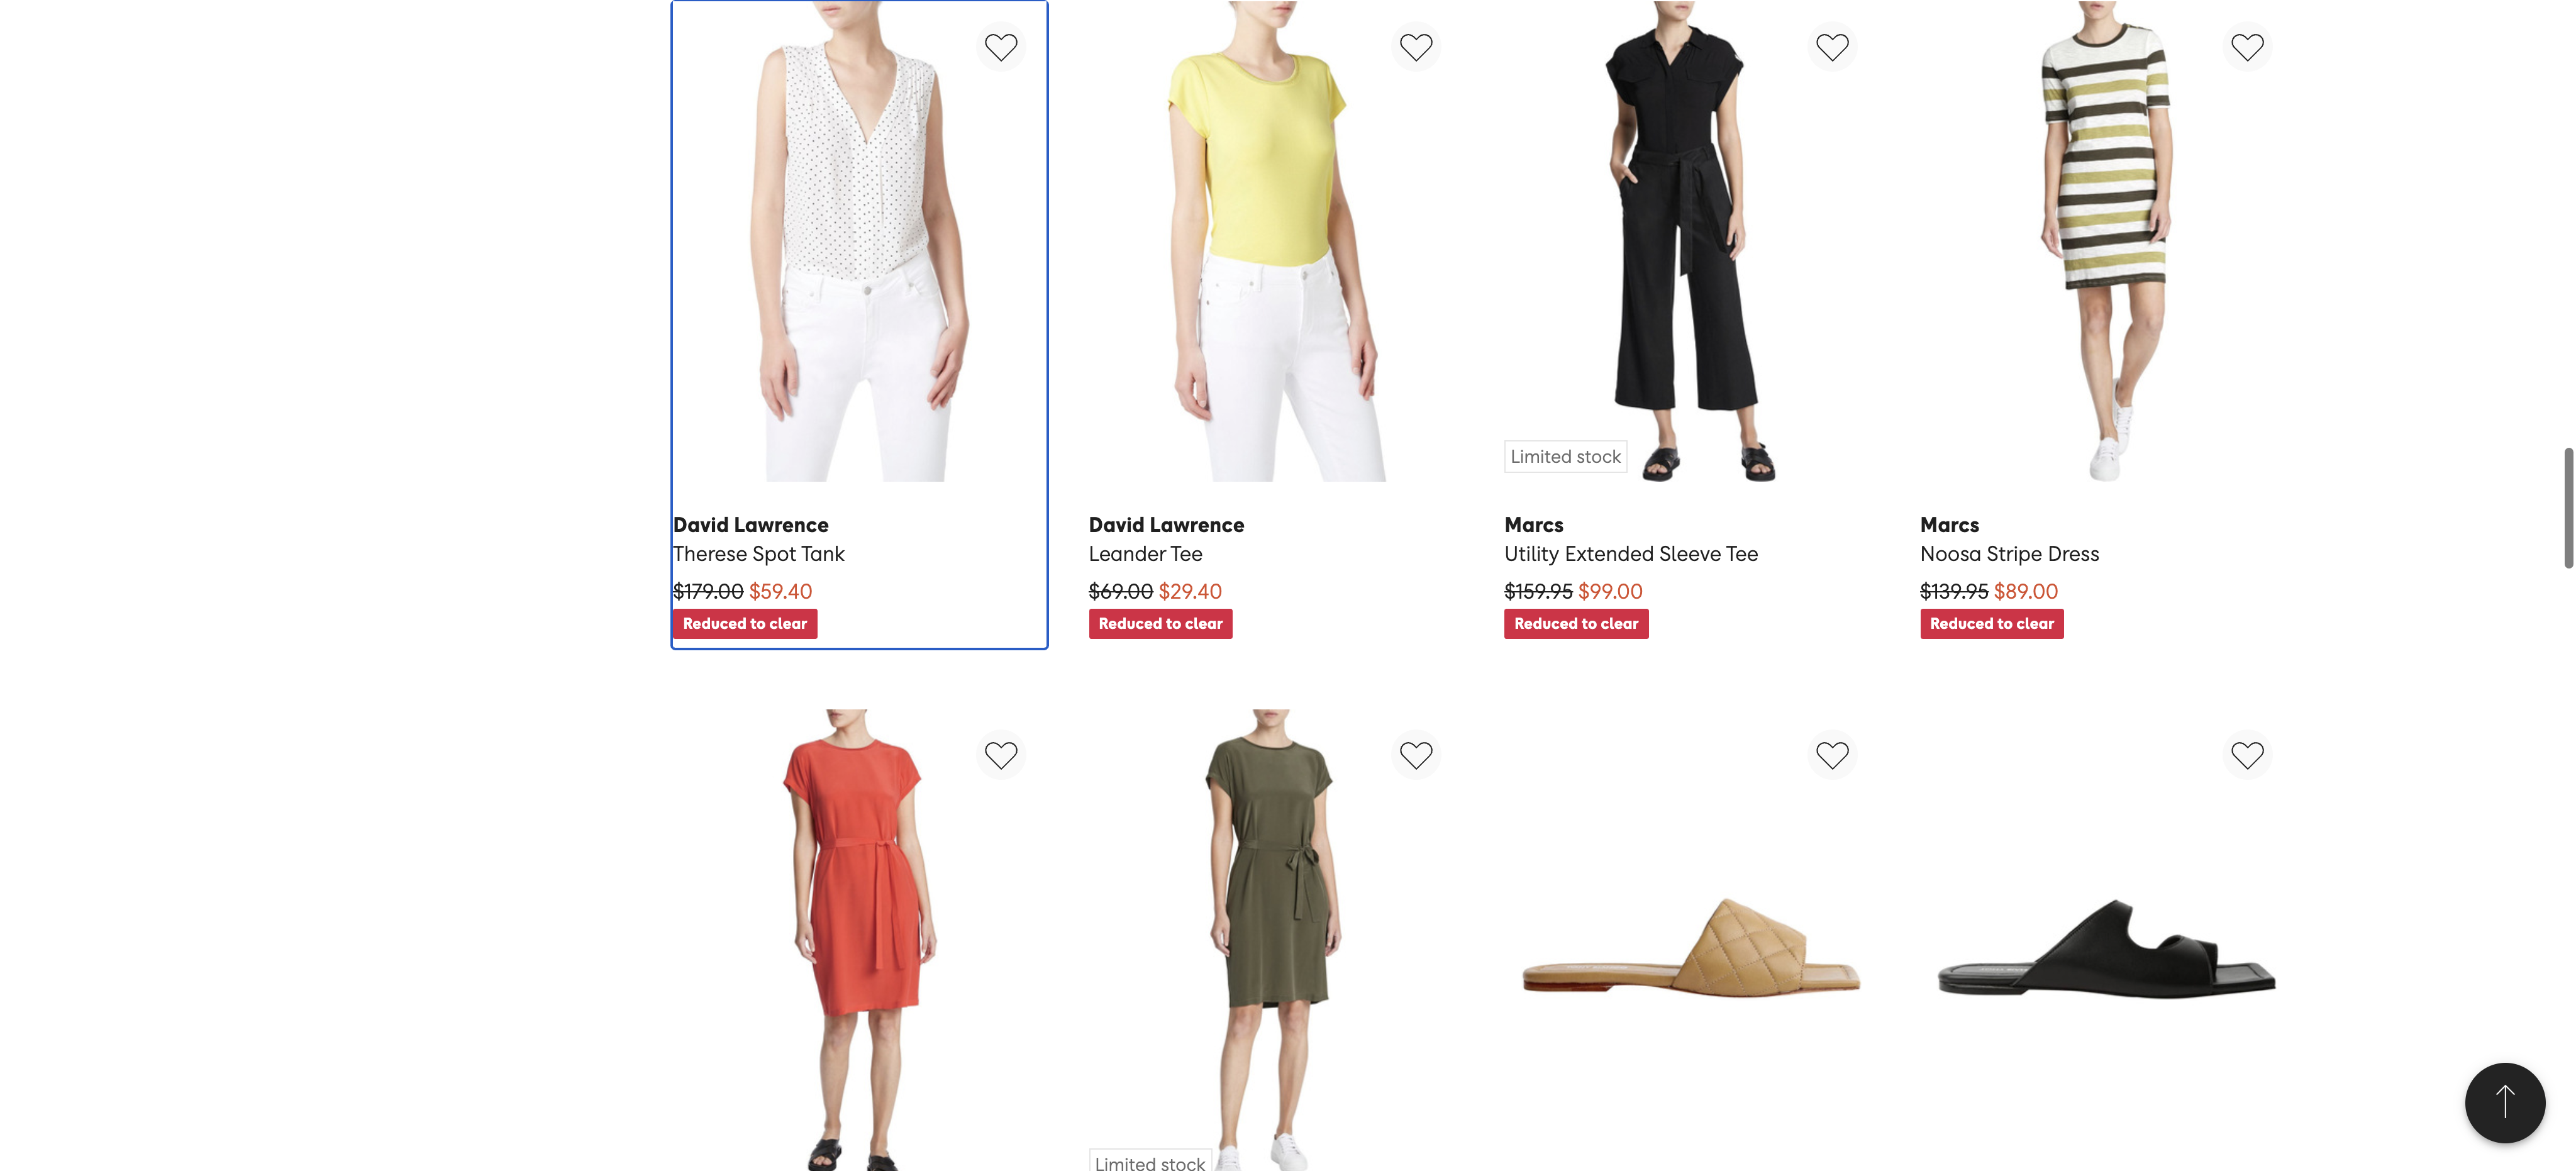 Limited stock
David Lawrence
Therese Spot Tank
$179.00 $59.40
Reduced to clear
David Lawrence
Leander Tee
$69.00 $29.40
Reduced to clear
Marcs
Utility Extended Sleeve Tee
$159.95 $99.00
Reduced to clear
Marcs
Noosa Stripe Dress
$139.95 $89.00
Reduced to clear
Limited stock